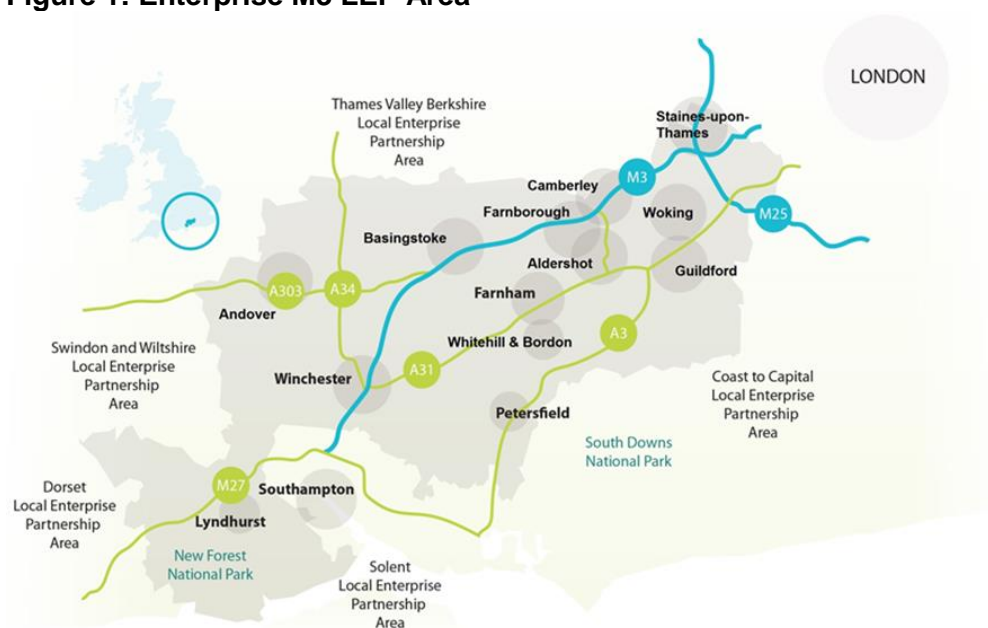 Figure 1: Enterprise M3 LEP Area
LONDON
Thames Valley Berkshire
Local Enterprise
Partnership
Area
Staines-upon-
Thames
Camberley
M3
Farnborough
Woking
M25
Basingstoke
Aldershot
Guildford
A303
A34
Farnham
Andover
A3
Whitehill & Bordon
Swindon and Wiltshire
Local Enterprise
Partnership
Area
A31
Winchester
Coast to Capital
Local Enterprise
Partnership
Area
Petersfield
South Downs
National Park
M27
Southampton
Dorset
Local Enterprise
Partnership
Area
Lyndhurst
New Forest
National Park
Solent
Local Enterprise
Partnership
Area